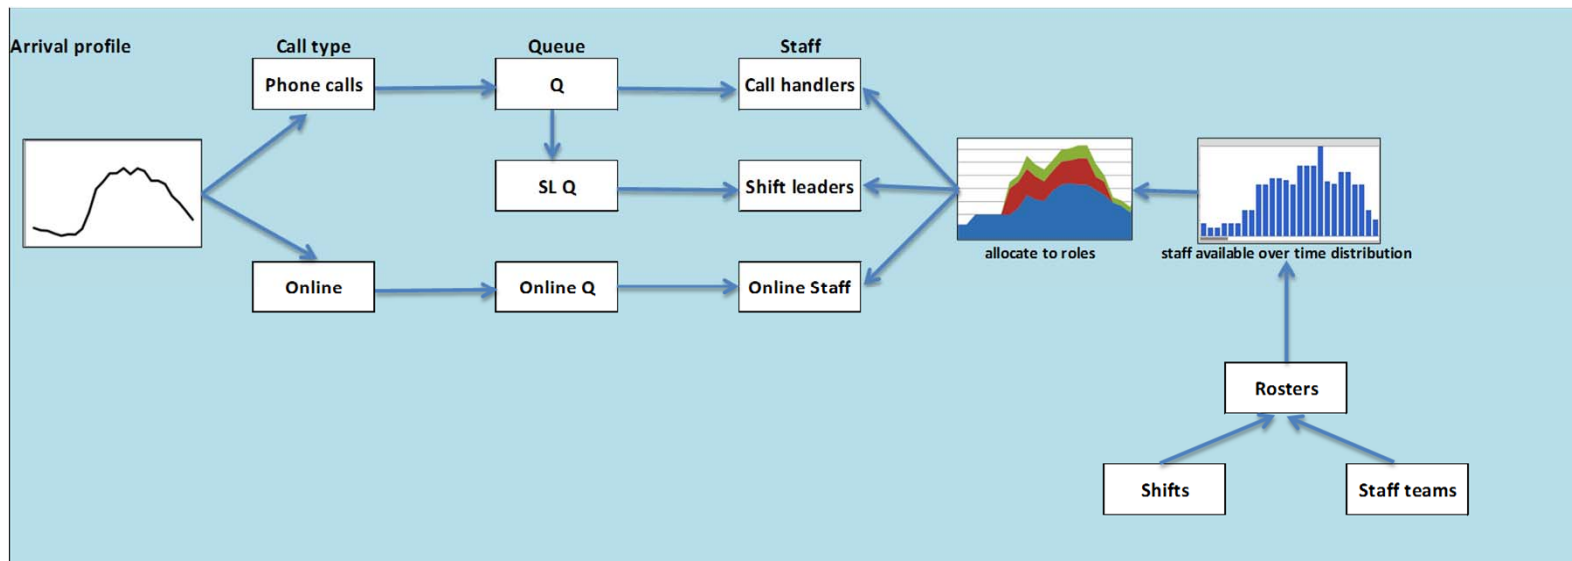 Arrival profile
Call type
Queue
Staff
Phone calls
Q
Call handlers
SL Q
Shift leaders
allocate to roles
staff available over time distribution
Online
Online Q
Online Staff
Rosters
Shifts
Staff teams